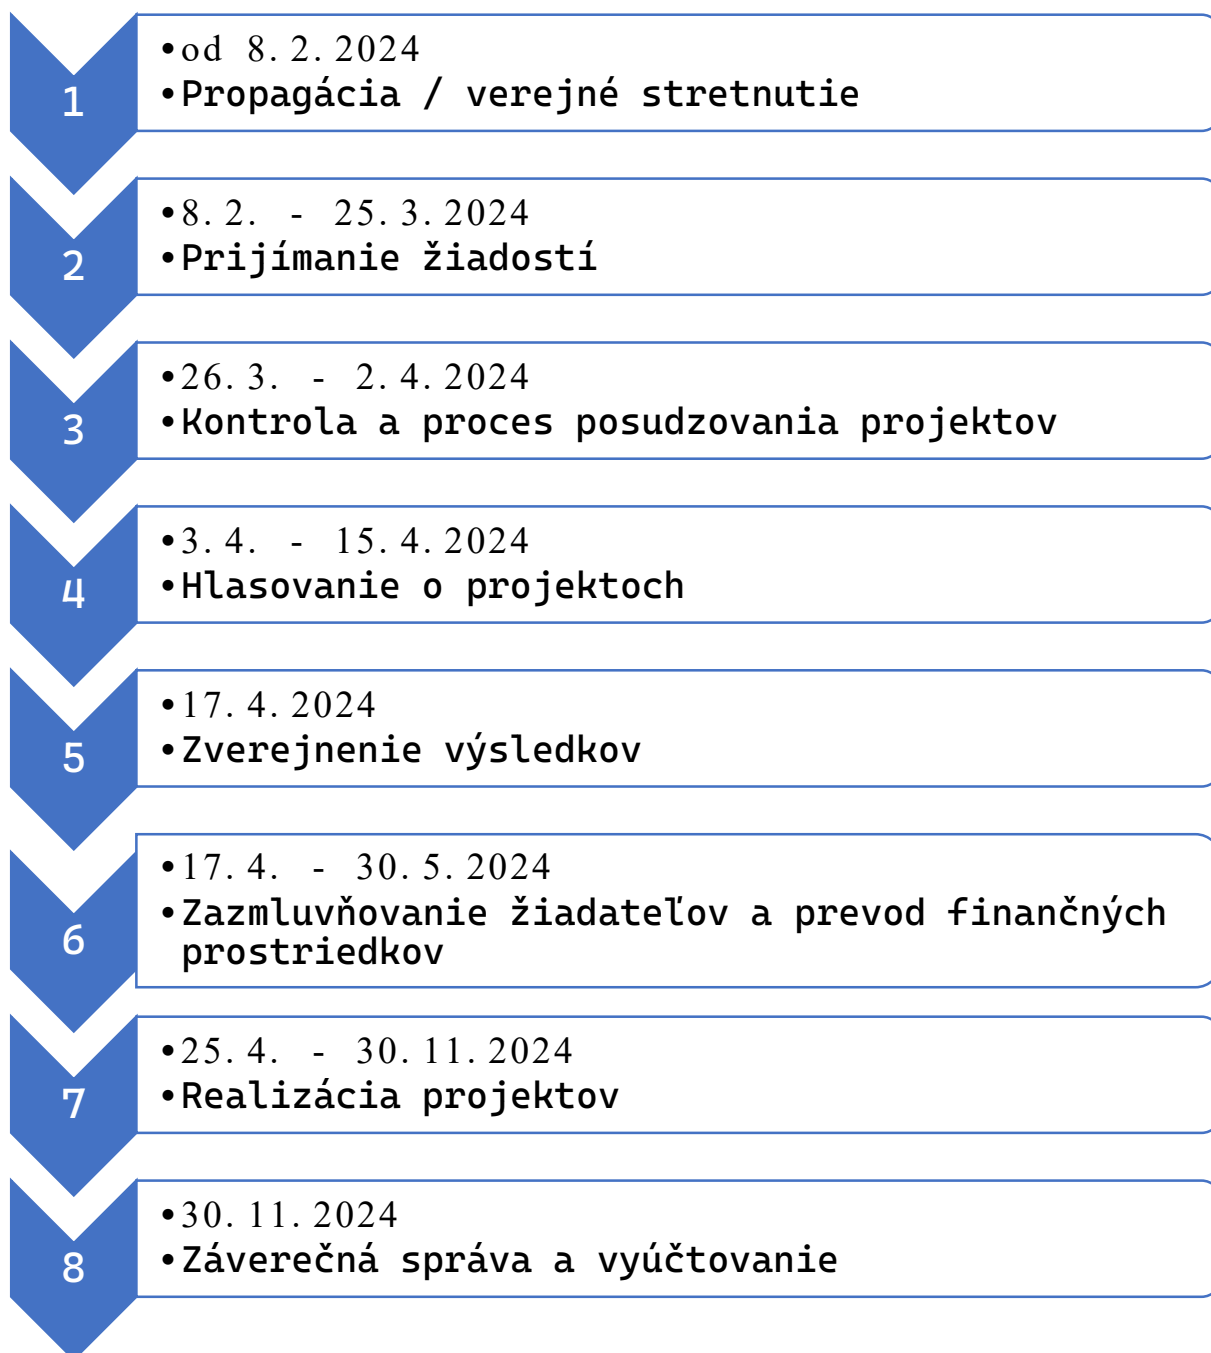 1
•od 8. 2. 2024
•Propagácia / verejné stretnutie
2
•8. 2. - 25. 3. 2024
•Prijímanie žiadostí
3
•26. 3. - 2. 4. 2024
•Kontrola a proces posudzovania projektov
4
•3. 4. - 15. 4. 2024
•Hlasovanie o projektoch
5
•17. 4. 2024
•Zverejnenie výsledkov
6
•17. 4. - 30. 5. 2024
•Zazmluvňovanie žiadateľov a prevod finančných
prostriedkov
7
•25. 4. - 30. 11. 2024
•Realizácia projektov
8
•30. 11. 2024
•Záverečná správa a vyúčtovanie